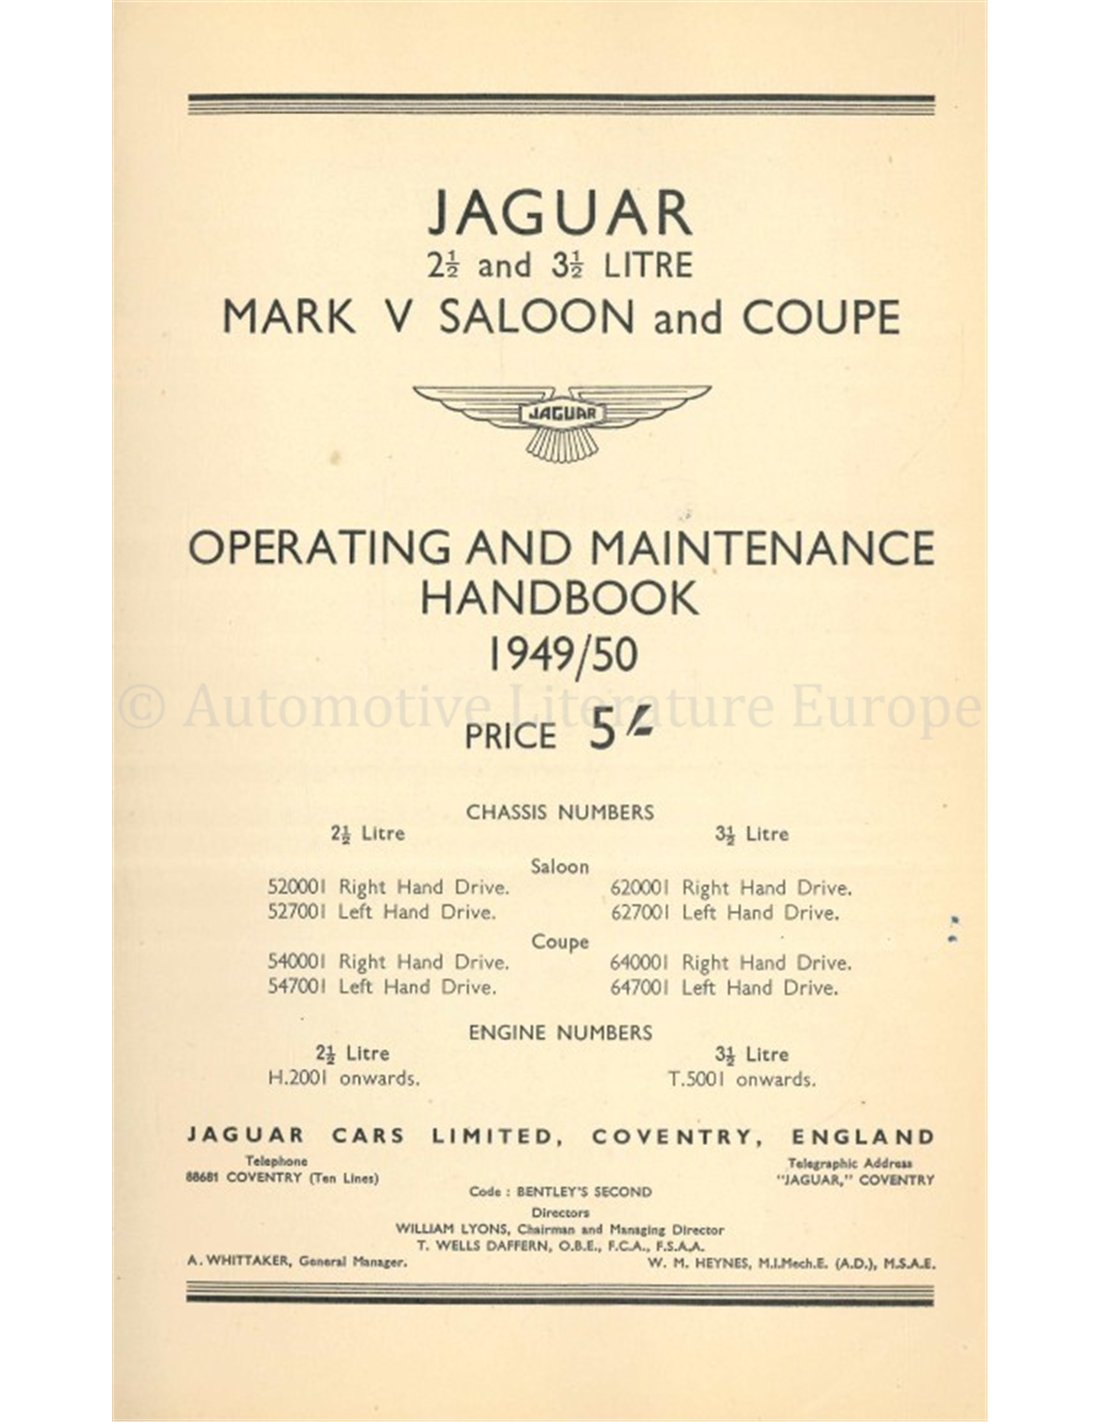 JAGUAR
2½ and 3½ LITRE
MARK V SALOON and COUPE
JAGUAR
OPERATING AND MAINTENANCE
HANDBOOK
1949/50
© Automotive Literature Europe
PRICE 5/-
CHASSIS NUMBERS
2½ Litre 3½ Litre
Saloon
520001 Right Hand Drive. 620001 Right Hand Drive.
527001 Left Hand Drive. 627001 Left Hand Drive.
Coupe
540001 Right Hand Drive. 640001 Right Hand Drive.
547001 Left Hand Drive. 647001 Left Hand Drive.
ENGINE NUMBERS
2½ Litre 3½ Litre
H.2001 onwards. T.5001 onwards.
JAGUAR CARS LIMITED, COVENTRY, ENGLAND
Telephone Telegraphic Address
88681 COVENTRY (Ten Lines) "JAGUAR," COVENTRY
Code : BENTLEY'S SECOND
Directors
WILLIAM LYONS, Chairman and Managing Director
T. WELLS DAFFERN, O.B.E., F.C.A., F.S.A.A.
A. WHITTAKER, General Manager. W. M. HEYNES, M.I.Mech.E. (A.D.), M.S.A.E.